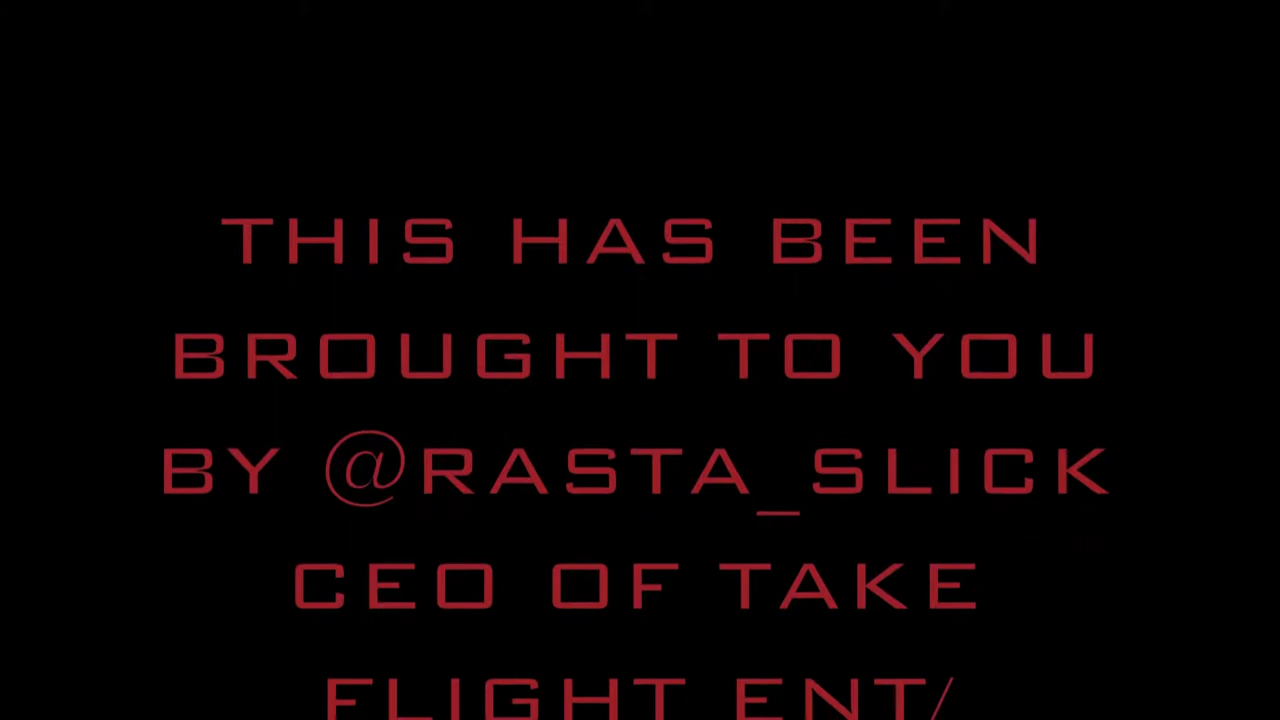 THIS HAS BEEN
BROUGHT TO YOU
BY @RASTA_SLICK
CEO OF TAKE
FLIGHT ENT/